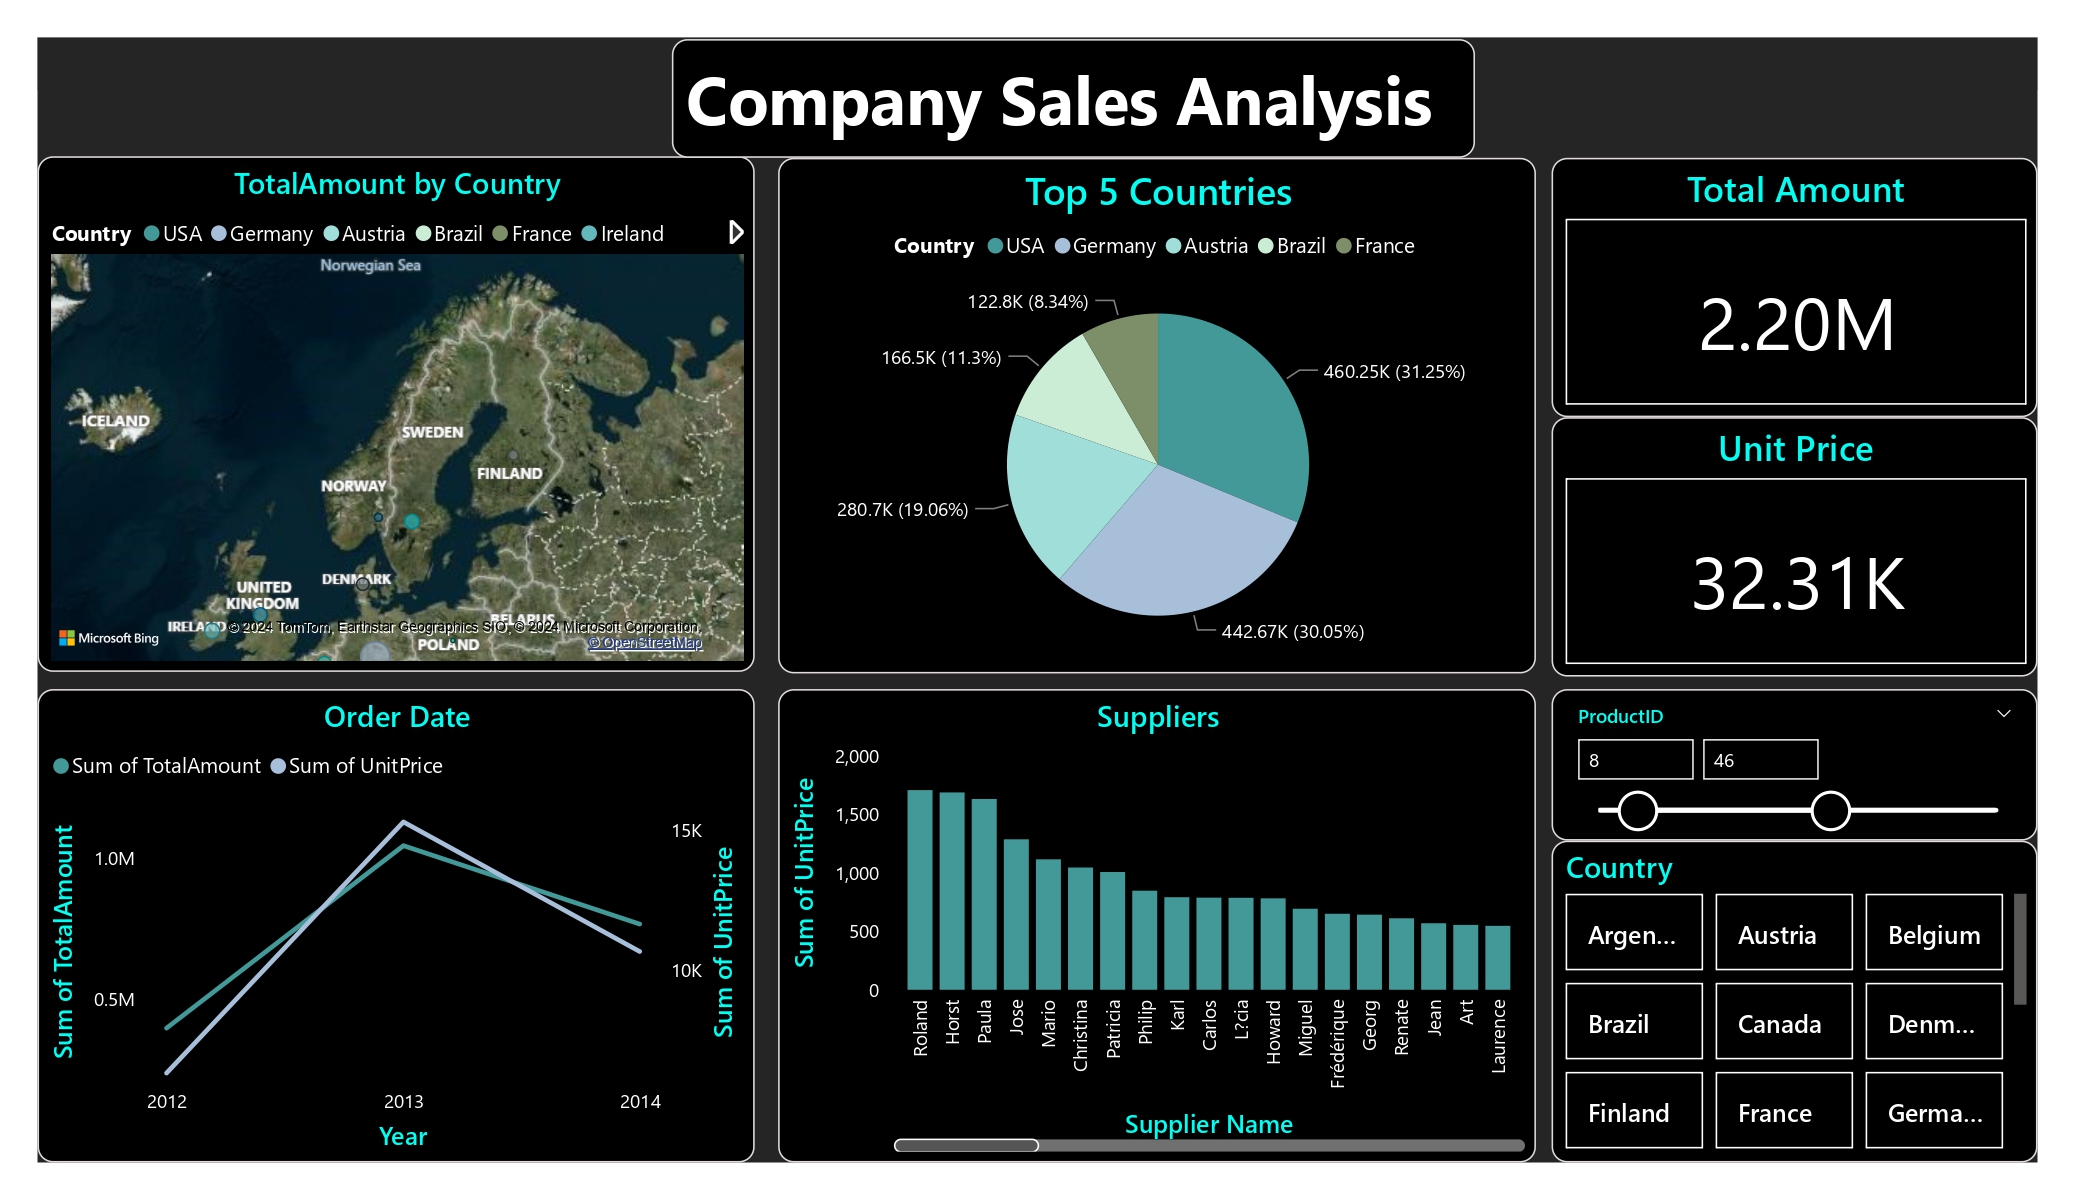 Company Sales Analysis
TotalAmount by Country
Country USA Germany Austria Brazil France Ireland
Norwegian Sea
ICELAND
SWEDEN
FINLAND
NORWAY
DENMARK
UNITED
KINGDOM
IRELAND
BELARUS
POLAND
Microsoft Bing
© 2024 TomTom, Earthstar Geographics SIO, © 2024 Microsoft Corporation,
© OpenStreetMap
Top 5 Countries
Country USA Germany Austria Brazil France
122.8K (8.34%)
166.5K (11.3%)
460.25K (31.25%)
280.7K (19.06%)
442.67K (30.05%)
Total Amount
2.20M
Unit Price
32.31K
Order Date
Sum of TotalAmount Sum of UnitPrice
Sum of TotalAmount
1.0M
0.5M
15K
10K
Sum of UnitPrice
2012 2013 2014
Year
Suppliers
Sum of UnitPrice
2,000
1,500
1,000
500
0
Roland
Horst
Paula
Jose
Mario
Christina
Patricia
Philip
Karl
Carlos
L?cia
Howard
Miguel
Frédérique
Georg
Renate
Jean
Art
Laurence
Supplier Name
ProductID
8 46
Country
Argen... Austria Belgium
Brazil Canada Denm...
Finland France Germa...